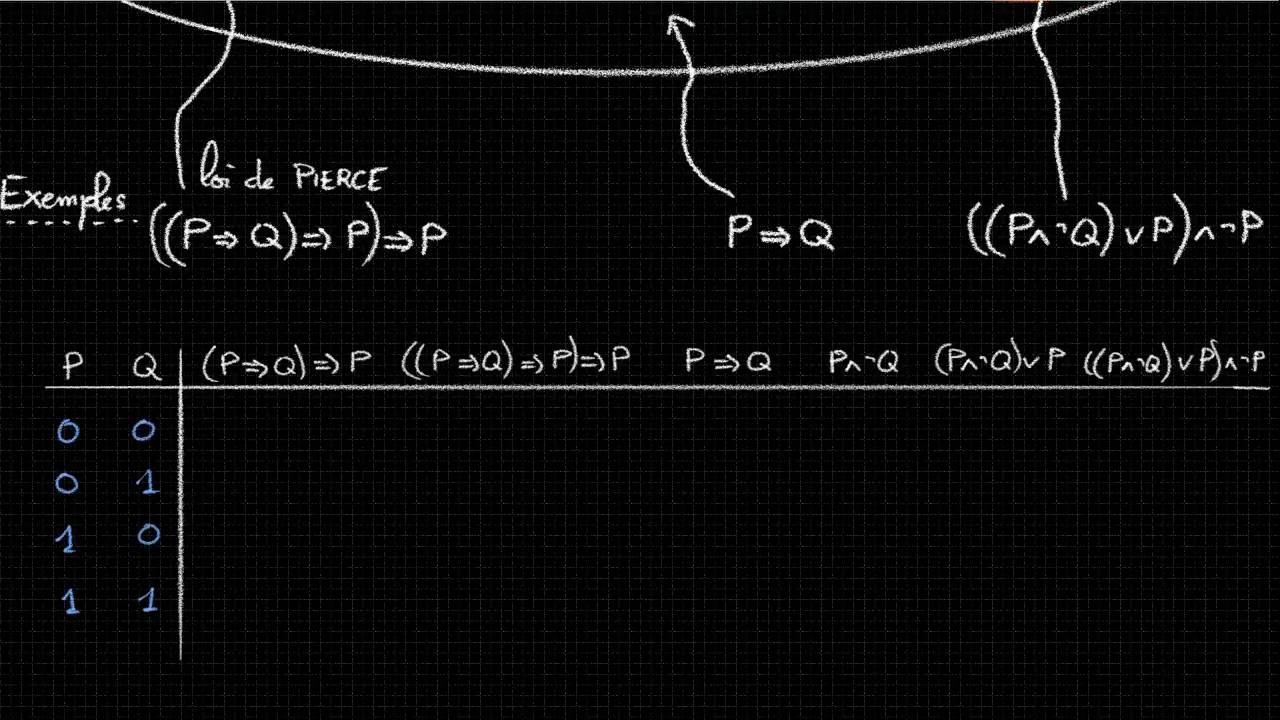 loi de PIERCE
Exemples ((P⇒Q)⇒P)⇒P P⇒Q ((P∧¬Q)∨P)∧¬P
P Q (P⇒Q)⇒P ((P⇒Q)⇒P)⇒P P⇒Q P∧¬Q (P∧¬Q)∨P ((P∧¬Q)∨P)∧¬P
0 0
0 1
1 0
1 1